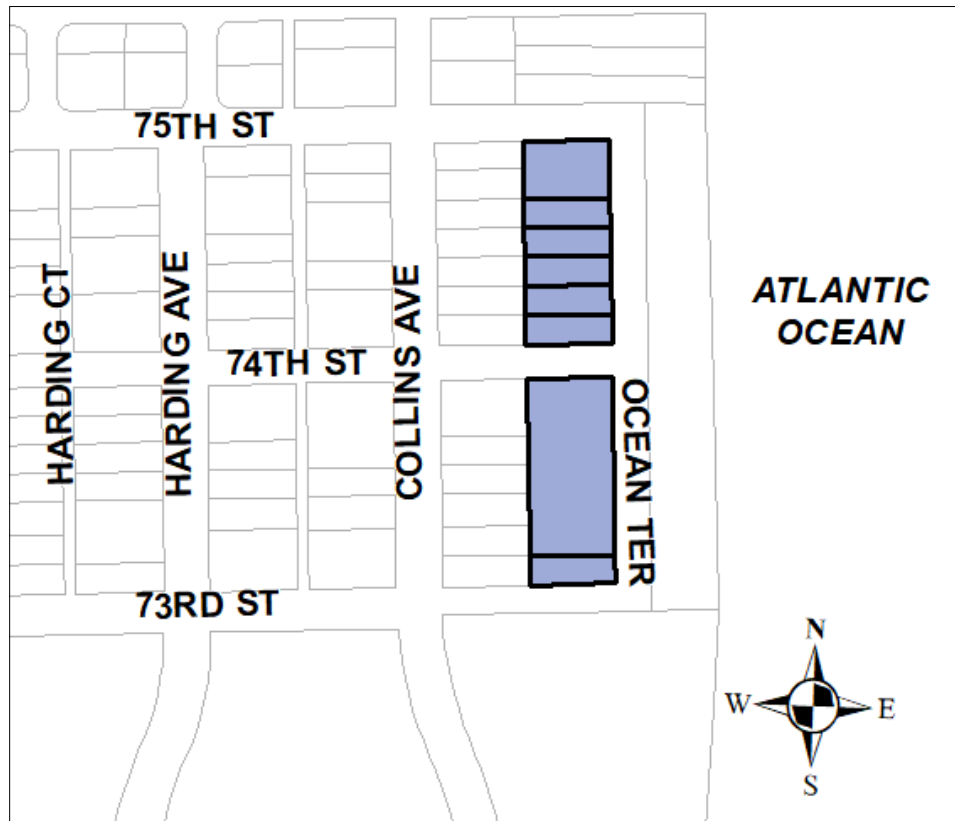 75TH ST
HARDING CT
HARDING AVE
COLLINS AVE
ATLANTIC
OCEAN
74TH ST
OCEAN TER
73RD ST
N
W
E
S